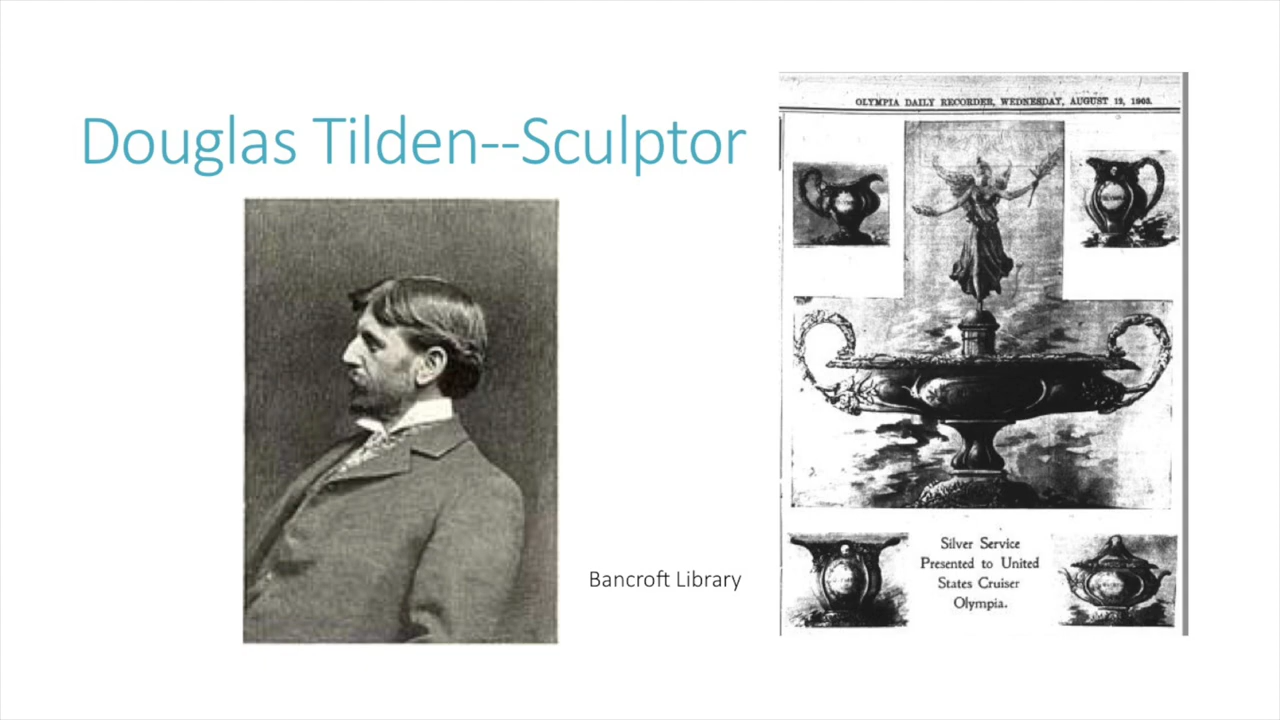 Douglas Tilden--Sculptor
OLYMPIA DAILY RECORDER, WEDNESDAY, AUGUST 12, 1903.
Silver Service
Presented to United
States Cruiser
Olympia.
Bancroft Library